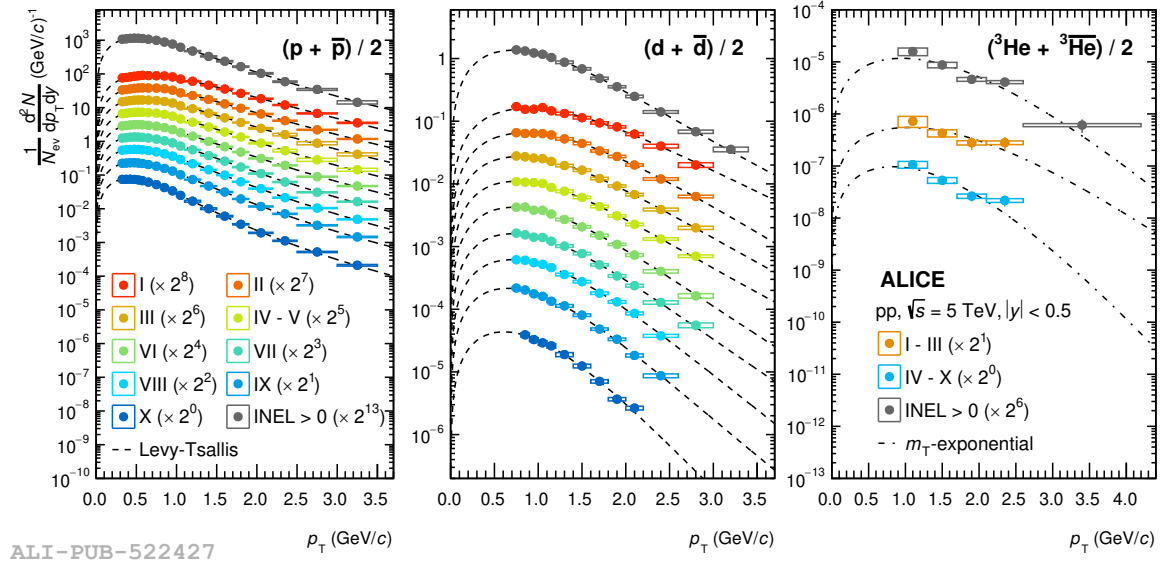 (p + p̅) / 2
1/N_ev d²N/dp_T dy (GeV/c)⁻¹
10³
10²
10
1
10⁻¹
10⁻²
10⁻³
10⁻⁴
10⁻⁵
10⁻⁶
10⁻⁷
10⁻⁸
10⁻⁹
10⁻¹⁰
I (× 2⁸)
II (× 2⁷)
III (× 2⁶)
IV - V (× 2⁵)
VI (× 2⁴)
VII (× 2³)
VIII (× 2²)
IX (× 2¹)
X (× 2⁰)
INEL > 0 (× 2¹³)
Levy-Tsallis
0.0 0.5 1.0 1.5 2.0 2.5 3.0 3.5
p_T (GeV/c)
(d + d̅) / 2
1
10⁻¹
10⁻²
10⁻³
10⁻⁴
10⁻⁵
10⁻⁶
0.0 0.5 1.0 1.5 2.0 2.5 3.0 3.5
p_T (GeV/c)
(³He + ³H̅e̅) / 2
10⁻⁴
10⁻⁵
10⁻⁶
10⁻⁷
10⁻⁸
10⁻⁹
10⁻¹⁰
10⁻¹¹
10⁻¹²
10⁻¹³
ALICE
pp, √s = 5 TeV, |y| < 0.5
I - III (× 2¹)
IV - X (× 2⁰)
INEL > 0 (× 2⁶)
m_T-exponential
0.0 0.5 1.0 1.5 2.0 2.5 3.0 3.5 4.0
p_T (GeV/c)
ALI-PUB-522427